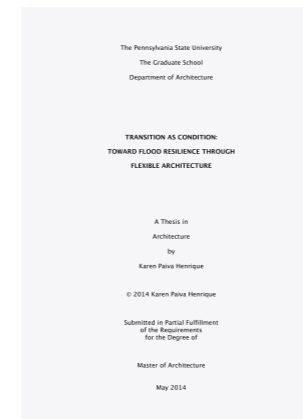 The Pennsylvania State University
The Graduate School
Department of Architecture
TRANSITION AS CONDITION:
TOWARD FLOOD RESILIENCE THROUGH
FLEXIBLE ARCHITECTURE
A Thesis in
Architecture
by
Karen Paiva Henrique
© 2014 Karen Paiva Henrique
Submitted in Partial Fulfillment
of the Requirements
for the Degree of
Master of Architecture
May 2014